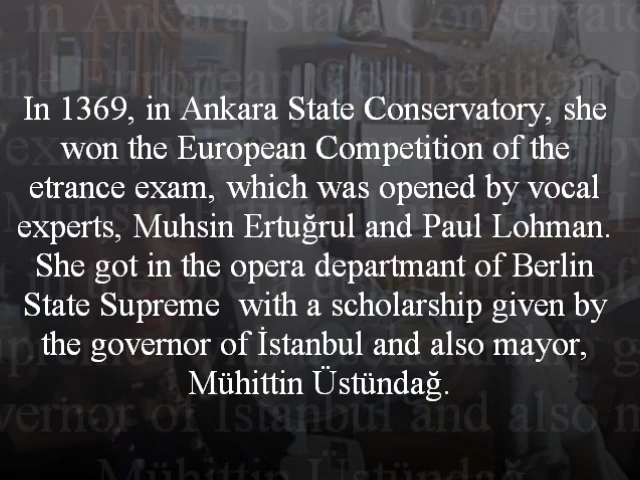 In 1369, in Ankara State Conservatory, she
won the European Competition of the
etrance exam, which was opened by vocal
experts, Muhsin Ertuğrul and Paul Lohman.
She got in the opera departmant of Berlin
State Supreme  with a scholarship given by
the governor of İstanbul and also mayor,
Mühittin Üstündağ.